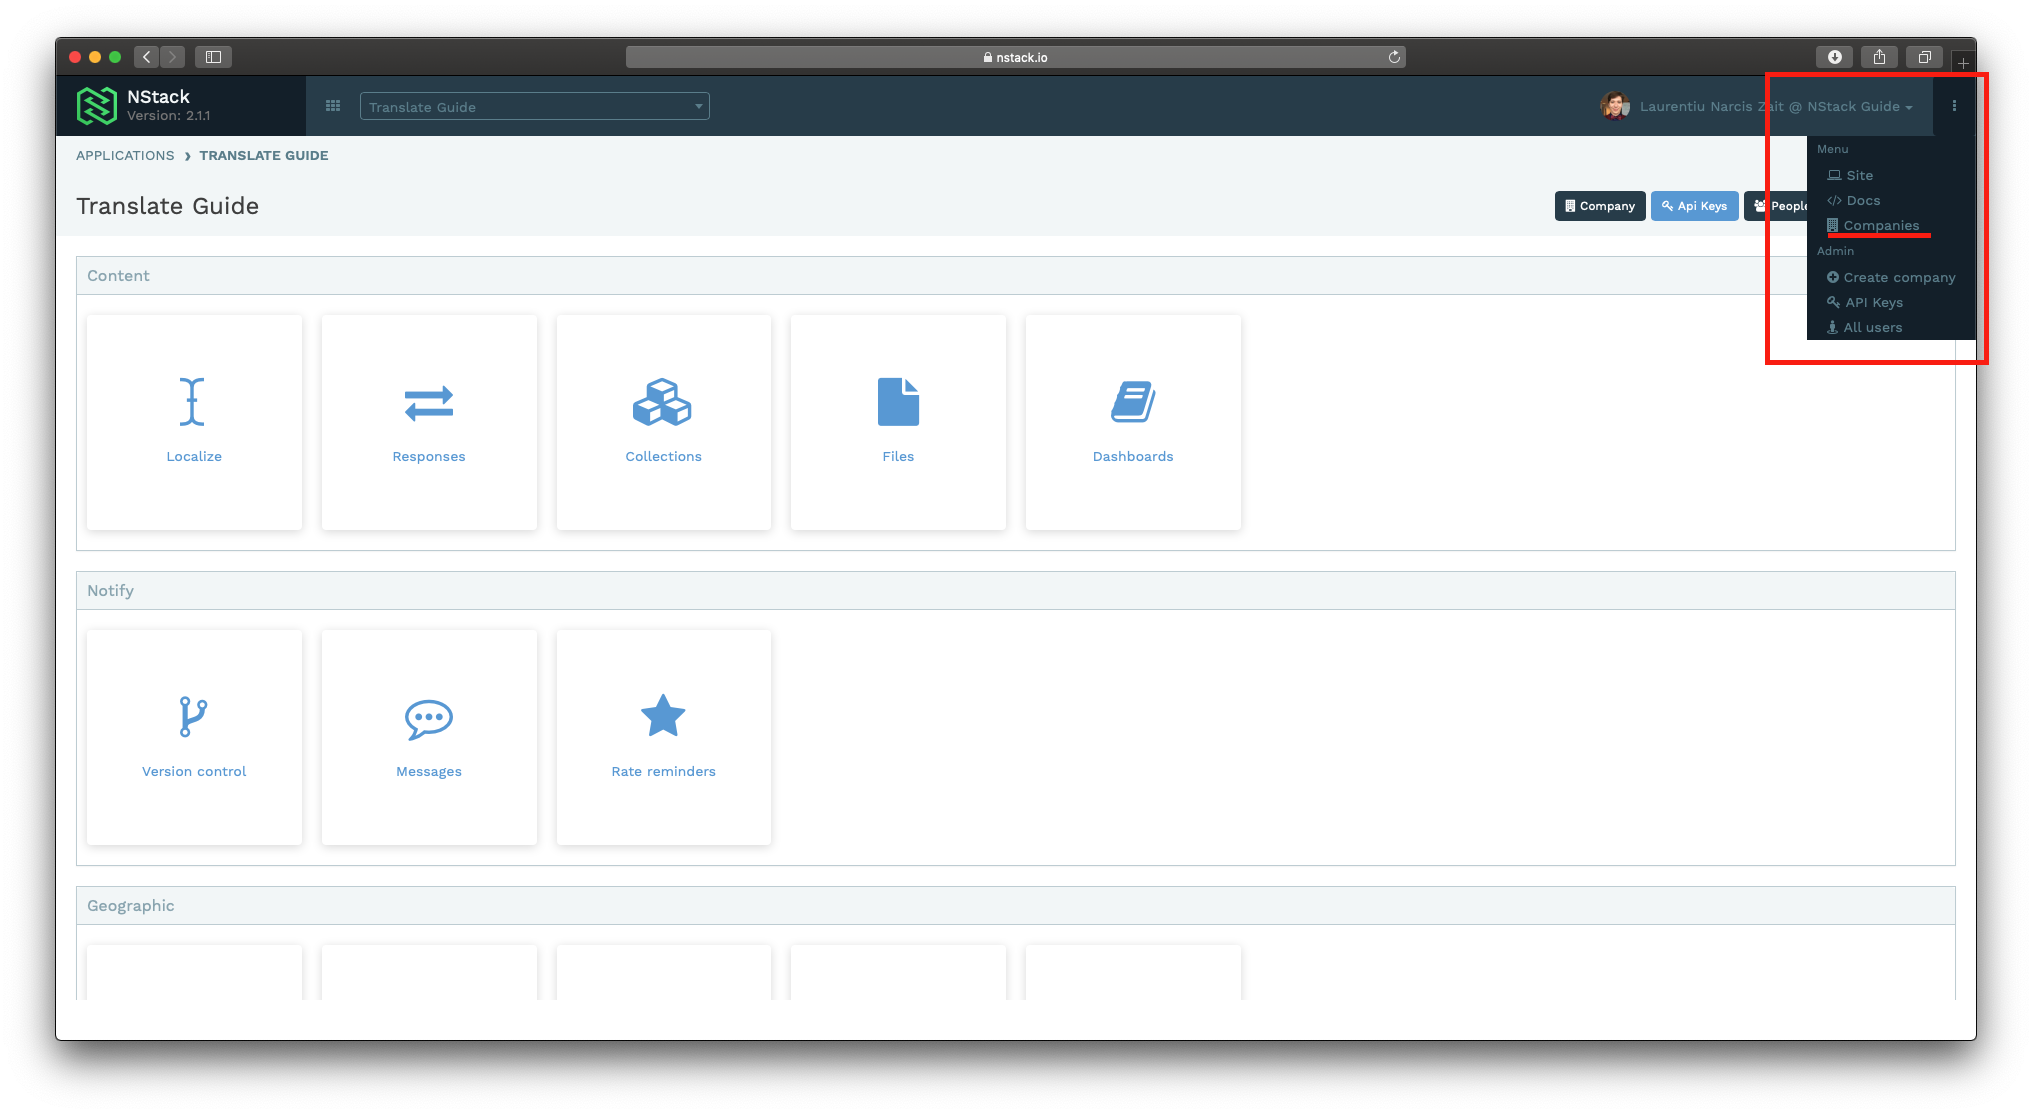 nstack.io
NStack
Version: 2.1.1
Translate Guide
Laurentiu Narcis Zait @ NStack Guide
APPLICATIONS › TRANSLATE GUIDE
Translate Guide
Company
Api Keys
People
Menu
Site
</> Docs
Companies
Admin
Create company
API Keys
All users
Content
Localize
Responses
Collections
Files
Dashboards
Notify
Version control
Messages
Rate reminders
Geographic